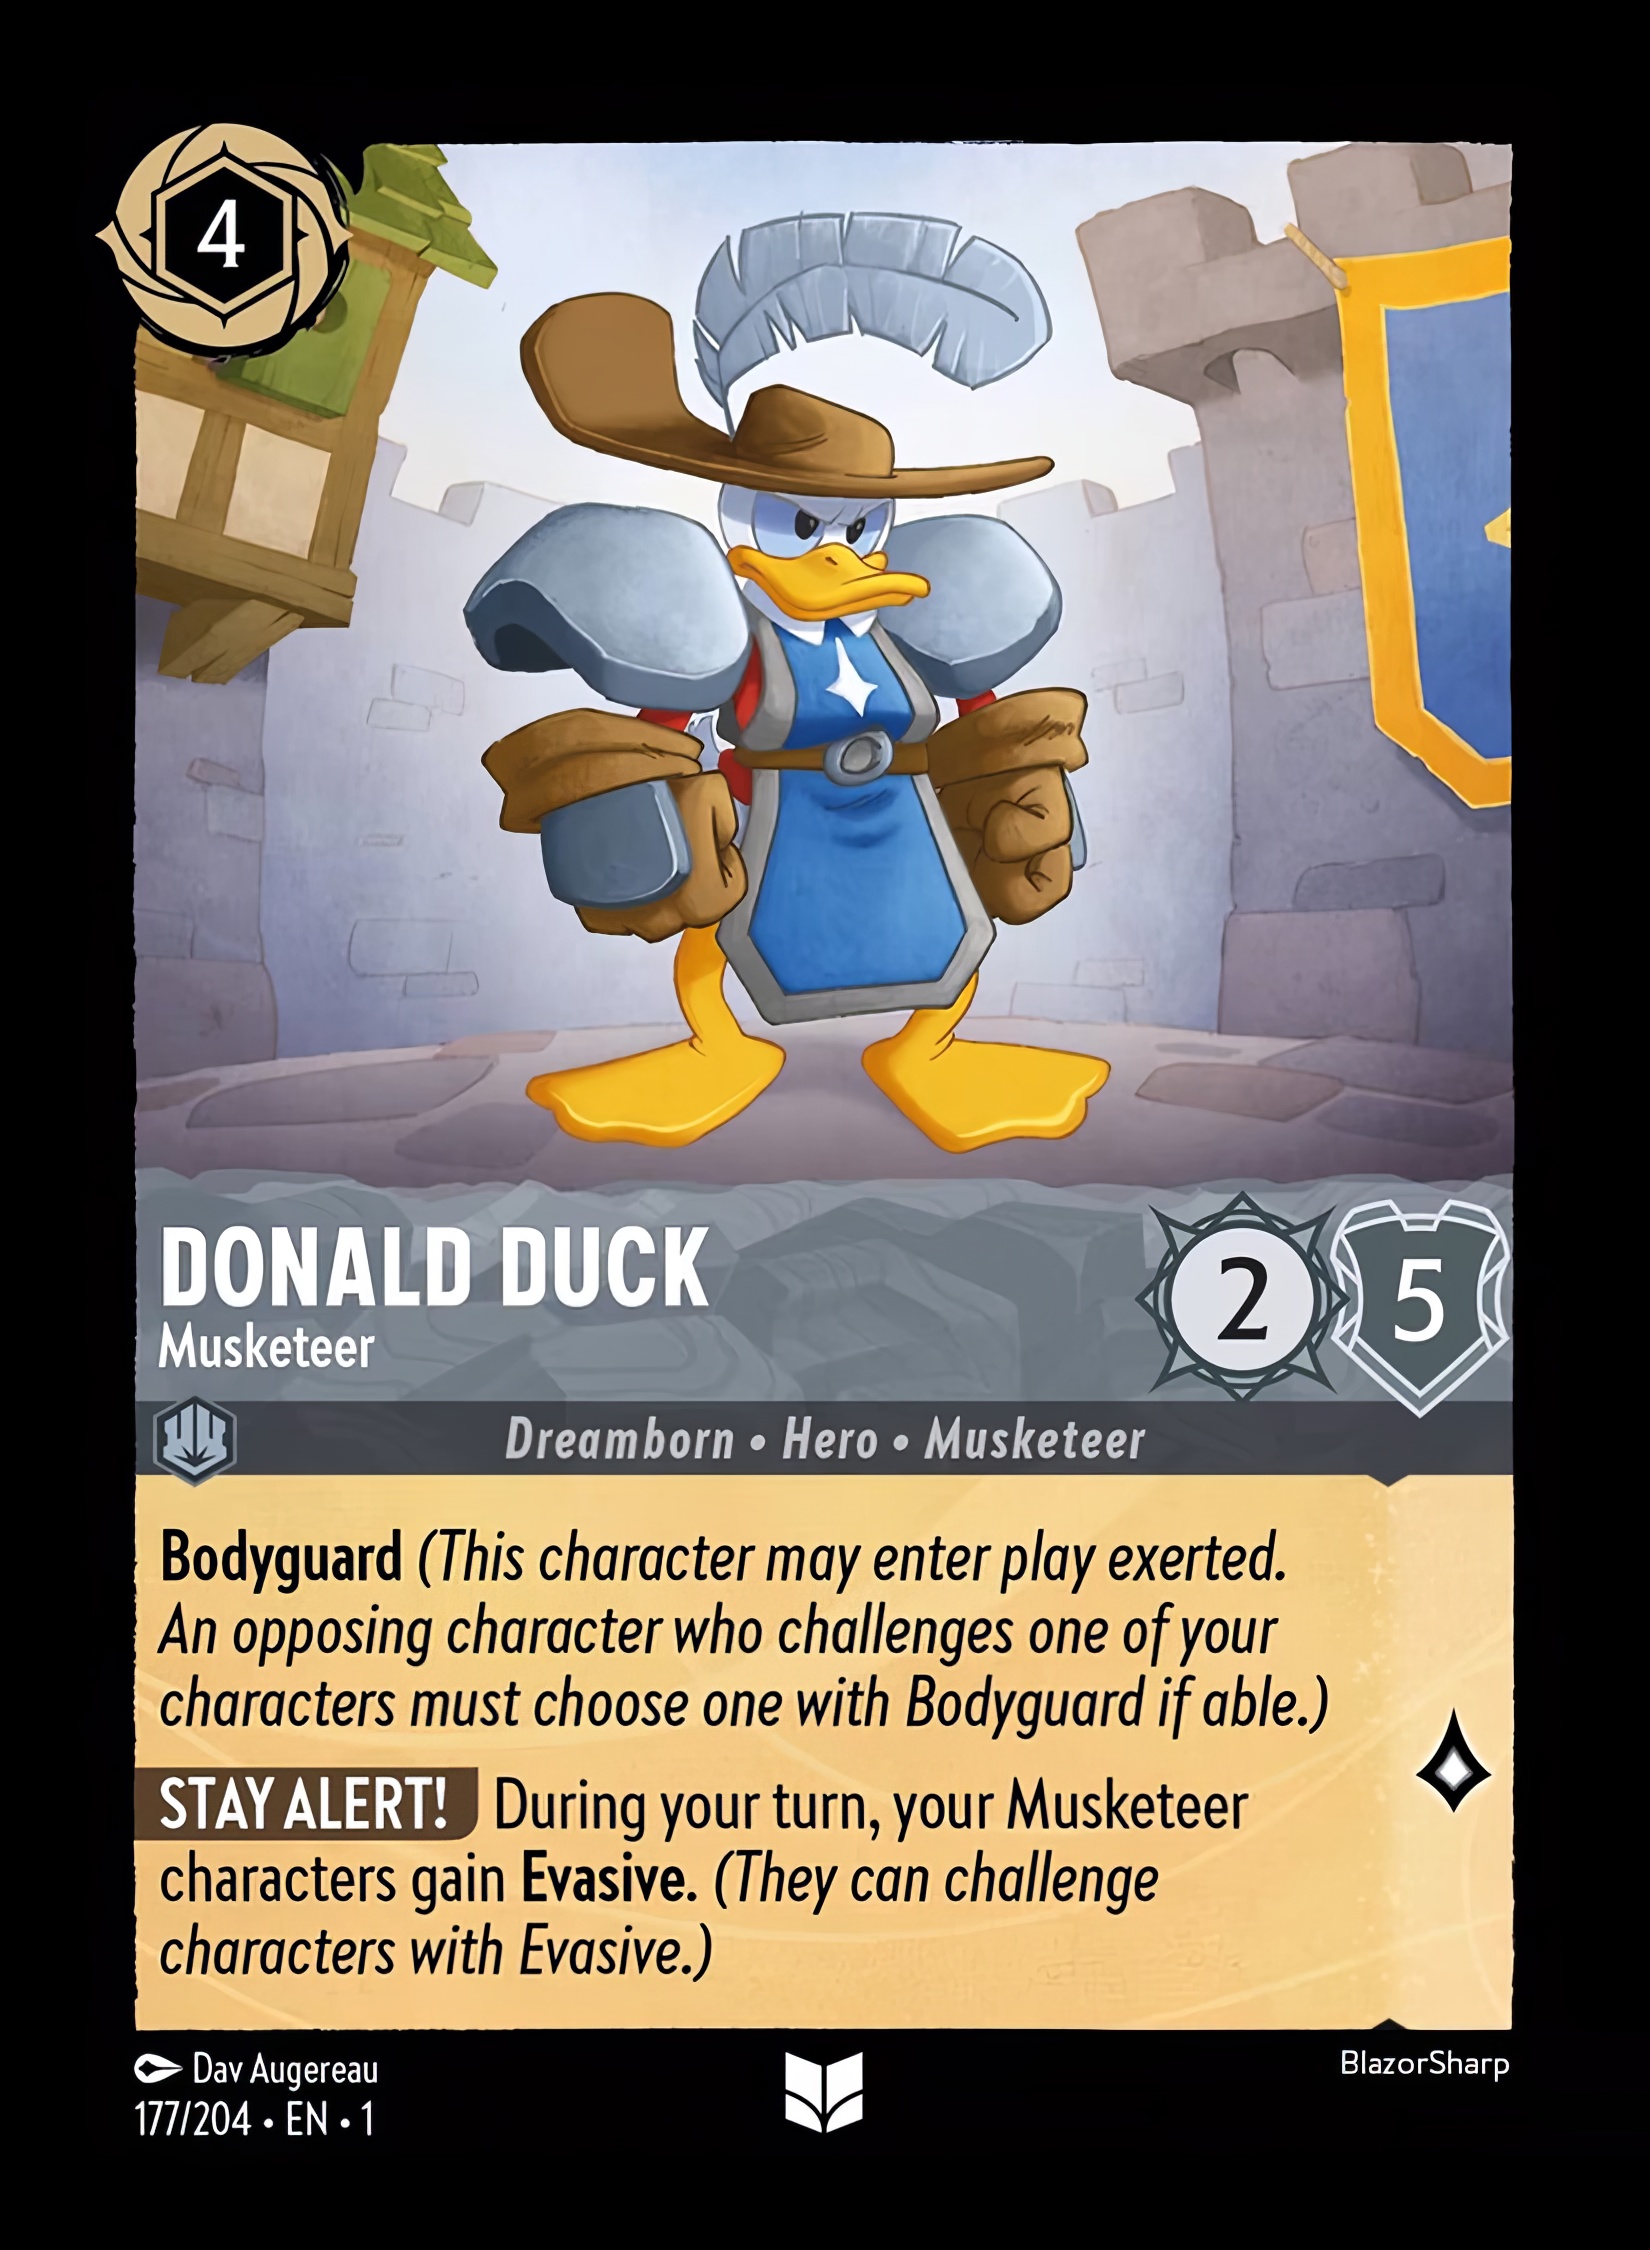 4
DONALD DUCK
Musketeer
2
5
Dreamborn • Hero • Musketeer
Bodyguard (This character may enter play exerted.
An opposing character who challenges one of your
characters must choose one with Bodyguard if able.)
STAY ALERT! During your turn, your Musketeer
characters gain Evasive. (They can challenge
characters with Evasive.)
Dav Augereau
BlazorSharp
177/204 • EN • 1